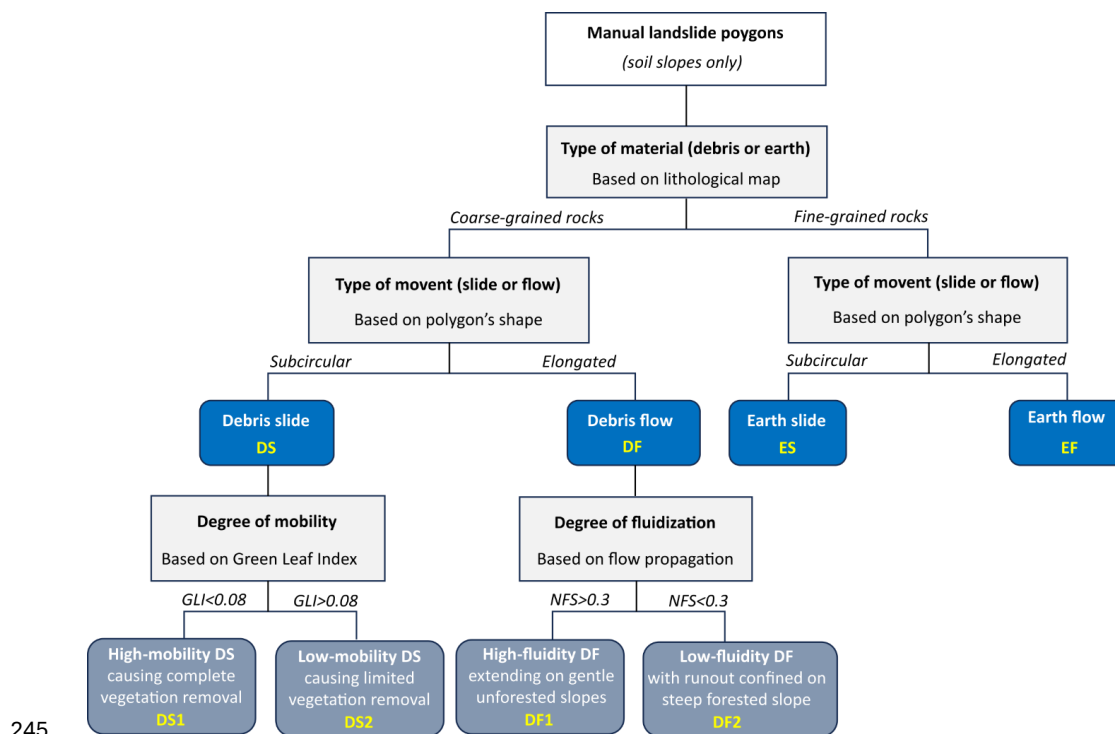 Manual landslide poygons
(soil slopes only)
Type of material (debris or earth)
Based on lithological map
Coarse-grained rocks
Fine-grained rocks
Type of movent (slide or flow)
Based on polygon's shape
Type of movent (slide or flow)
Based on polygon's shape
Subcircular
Elongated
Subcircular
Elongated
Debris slide
DS
Debris flow
DF
Earth slide
ES
Earth flow
EF
Degree of mobility
Based on Green Leaf Index
Degree of fluidization
Based on flow propagation
GLI<0.08
GLI>0.08
NFS>0.3
NFS<0.3
High-mobility DS
causing complete
vegetation removal
DS1
Low-mobility DS
causing limited
vegetation removal
DS2
High-fluidity DF
extending on gentle
unforested slopes
DF1
Low-fluidity DF
with runout confined on
steep forested slope
DF2
245